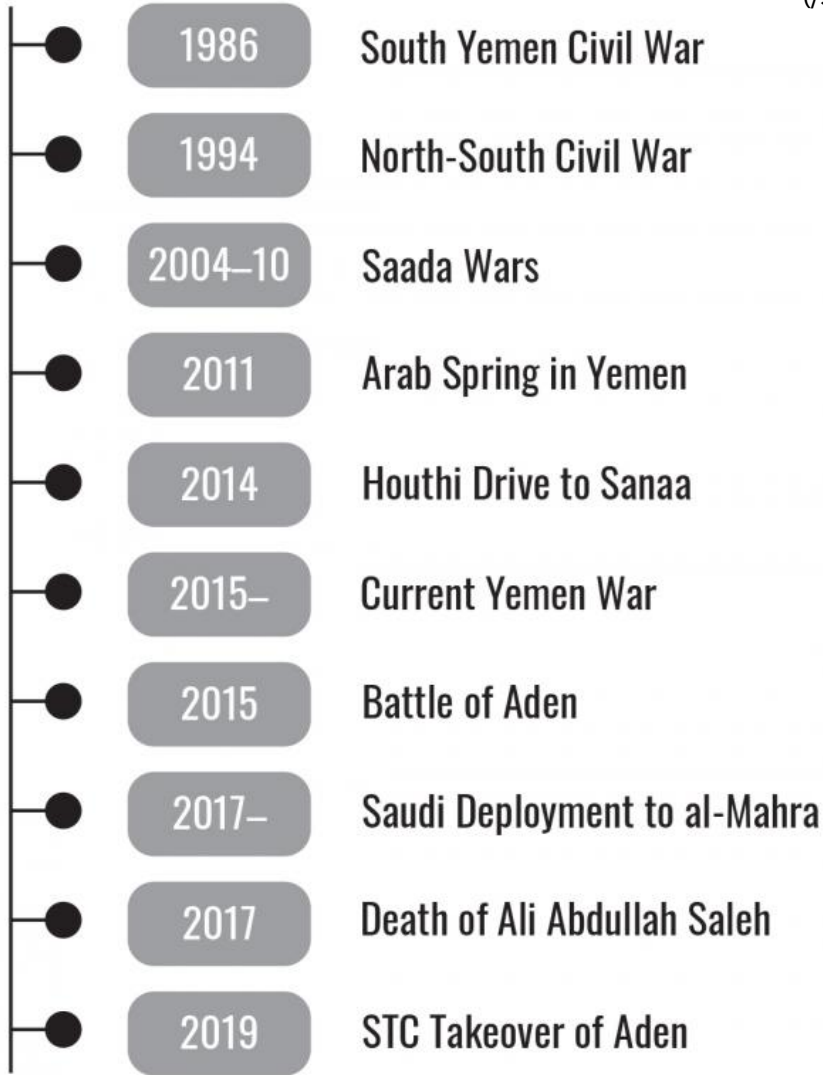 1986 South Yemen Civil War
1994 North-South Civil War
2004–10 Saada Wars
2011 Arab Spring in Yemen
2014 Houthi Drive to Sanaa
2015– Current Yemen War
2015 Battle of Aden
2017– Saudi Deployment to al-Mahra
2017 Death of Ali Abdullah Saleh
2019 STC Takeover of Aden